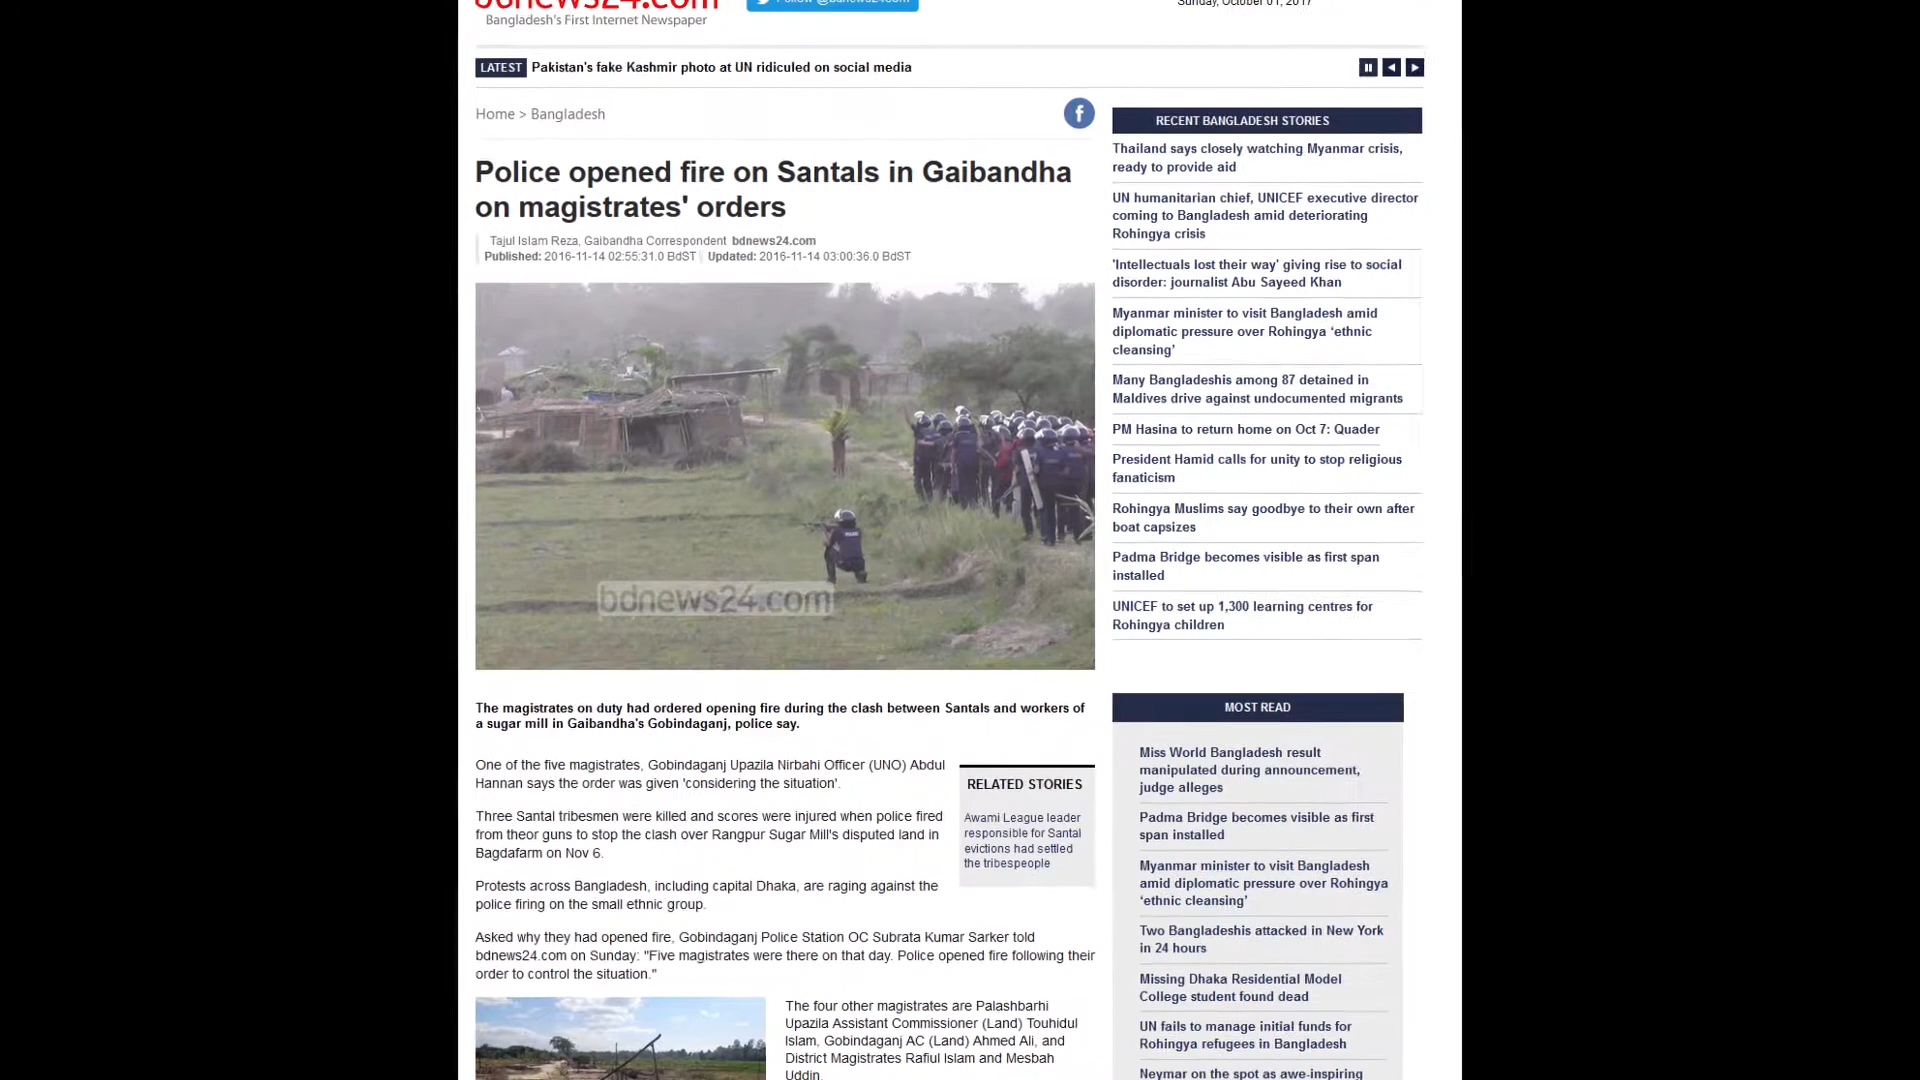 bdnews24.com
Follow @bdnews24com
Sunday, October 01, 2017
Bangladesh's First Internet Newspaper
LATEST Pakistan's fake Kashmir photo at UN ridiculed on social media
Home > Bangladesh
Police opened fire on Santals in Gaibandha
on magistrates' orders
Tajul Islam Reza, Gaibandha Correspondent bdnews24.com
Published: 2016-11-14 02:55:31.0 BdST Updated: 2016-11-14 03:00:36.0 BdST
bdnews24.com
The magistrates on duty had ordered opening fire during the clash between Santals and workers of
a sugar mill in Gaibandha's Gobindaganj, police say.
One of the five magistrates, Gobindaganj Upazila Nirbahi Officer (UNO) Abdul
Hannan says the order was given 'considering the situation'.
Three Santal tribesmen were killed and scores were injured when police fired
from theor guns to stop the clash over Rangpur Sugar Mill's disputed land in
Bagdafarm on Nov 6.
Protests across Bangladesh, including capital Dhaka, are raging against the
police firing on the small ethnic group.
Asked why they had opened fire, Gobindaganj Police Station OC Subrata Kumar Sarker told
bdnews24.com on Sunday: "Five magistrates were there on that day. Police opened fire following their
order to control the situation."
The four other magistrates are Palashbarhi
Upazila Assistant Commissioner (Land) Touhidul
Islam, Gobindaganj AC (Land) Ahmed Ali, and
District Magistrates Rafiul Islam and Mesbah
Uddin.
RELATED STORIES
Awami League leader
responsible for Santal
evictions had settled
the tribespeople
RECENT BANGLADESH STORIES
Thailand says closely watching Myanmar crisis,
ready to provide aid
UN humanitarian chief, UNICEF executive director
coming to Bangladesh amid deteriorating
Rohingya crisis
'Intellectuals lost their way' giving rise to social
disorder: journalist Abu Sayeed Khan
Myanmar minister to visit Bangladesh amid
diplomatic pressure over Rohingya ‘ethnic
cleansing’
Many Bangladeshis among 87 detained in
Maldives drive against undocumented migrants
PM Hasina to return home on Oct 7: Quader
President Hamid calls for unity to stop religious
fanaticism
Rohingya Muslims say goodbye to their own after
boat capsizes
Padma Bridge becomes visible as first span
installed
UNICEF to set up 1,300 learning centres for
Rohingya children
MOST READ
Miss World Bangladesh result
manipulated during announcement,
judge alleges
Padma Bridge becomes visible as first
span installed
Myanmar minister to visit Bangladesh
amid diplomatic pressure over Rohingya
‘ethnic cleansing’
Two Bangladeshis attacked in New York
in 24 hours
Missing Dhaka Residential Model
College student found dead
UN fails to manage initial funds for
Rohingya refugees in Bangladesh
Neymar on the spot as awe-inspiring